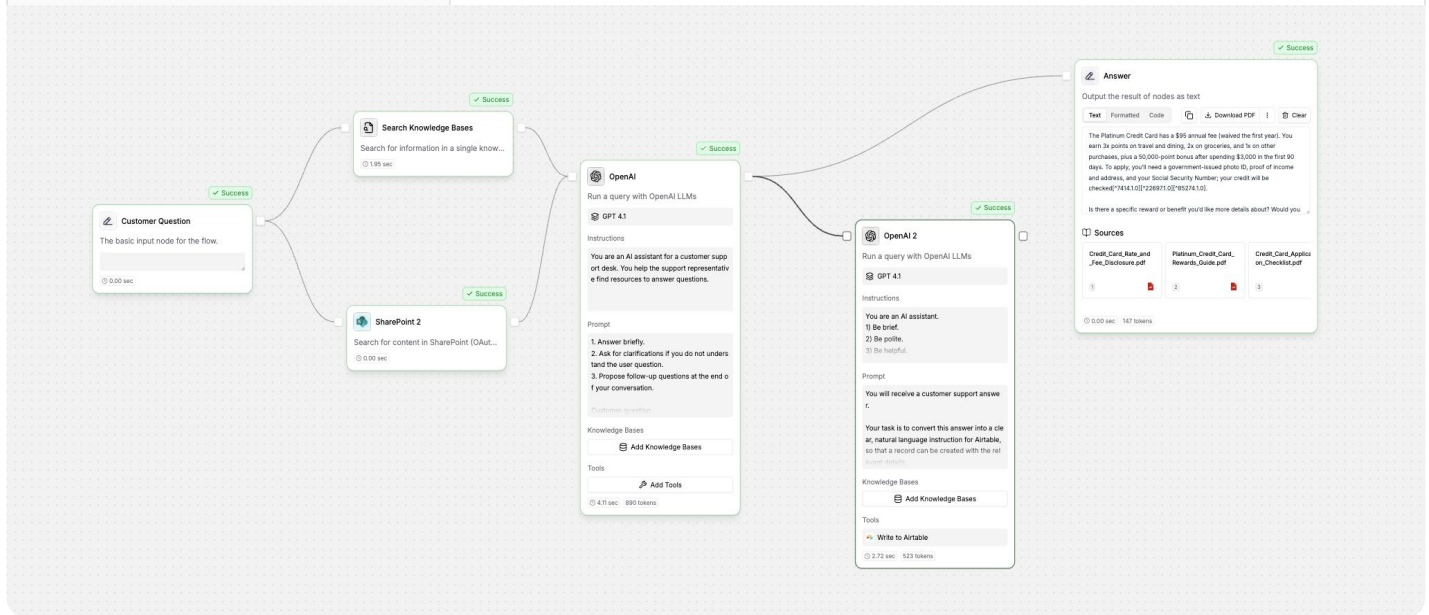 Success
Customer Question
The basic input node for the flow.
0.00 sec
Success
Search Knowledge Bases
Search for information in a single know...
1.95 sec
Success
SharePoint 2
Search for content in SharePoint (OAut...
0.00 sec
Success
OpenAI
Run a query with OpenAI LLMs
GPT 4.1
Instructions
You are an AI assistant for a customer supp
ort desk. You help the support representativ
e find resources to answer questions.
Prompt
1. Answer briefly.
2. Ask for clarifications if you do not unders
tand the user question.
3. Propose follow-up questions at the end o
f your conversation.
Customer question
Knowledge Bases
Add Knowledge Bases
Tools
Add Tools
4.11 sec 890 tokens
Success
OpenAI 2
Run a query with OpenAI LLMs
GPT 4.1
Instructions
You are an AI assistant.
1) Be brief.
2) Be polite.
3) Be helpful.
Prompt
You will receive a customer support answe
r.
Your task is to convert this answer into a cle
ar, natural language instruction for Airtable,
so that a record can be created with the rel
evant details
Knowledge Bases
Add Knowledge Bases
Tools
Write to Airtable
2.72 sec 523 tokens
Success
Answer
Output the result of nodes as text
Text Formatted Code Download PDF Clear
The Platinum Credit Card has a $95 annual fee (waived the first year). You
earn 3x points on travel and dining, 2x on groceries, and 1x on other
purchases, plus a 50,000-point bonus after spending $3,000 in the first 90
days. To apply, you'll need a government-issued photo ID, proof of income
and address, and your Social Security Number; your credit will be
checked[^7414.1.0][^22697.1.0][^85274.1.0].
Is there a specific reward or benefit you'd like more details about? Would you
Sources
Credit_Card_Rate_and
_Fee_Disclosure.pdf
1
Platinum_Credit_Card_
Rewards_Guide.pdf
2
Credit_Card_Applica
on_Checklist.pdf
3
0.00 sec 147 tokens